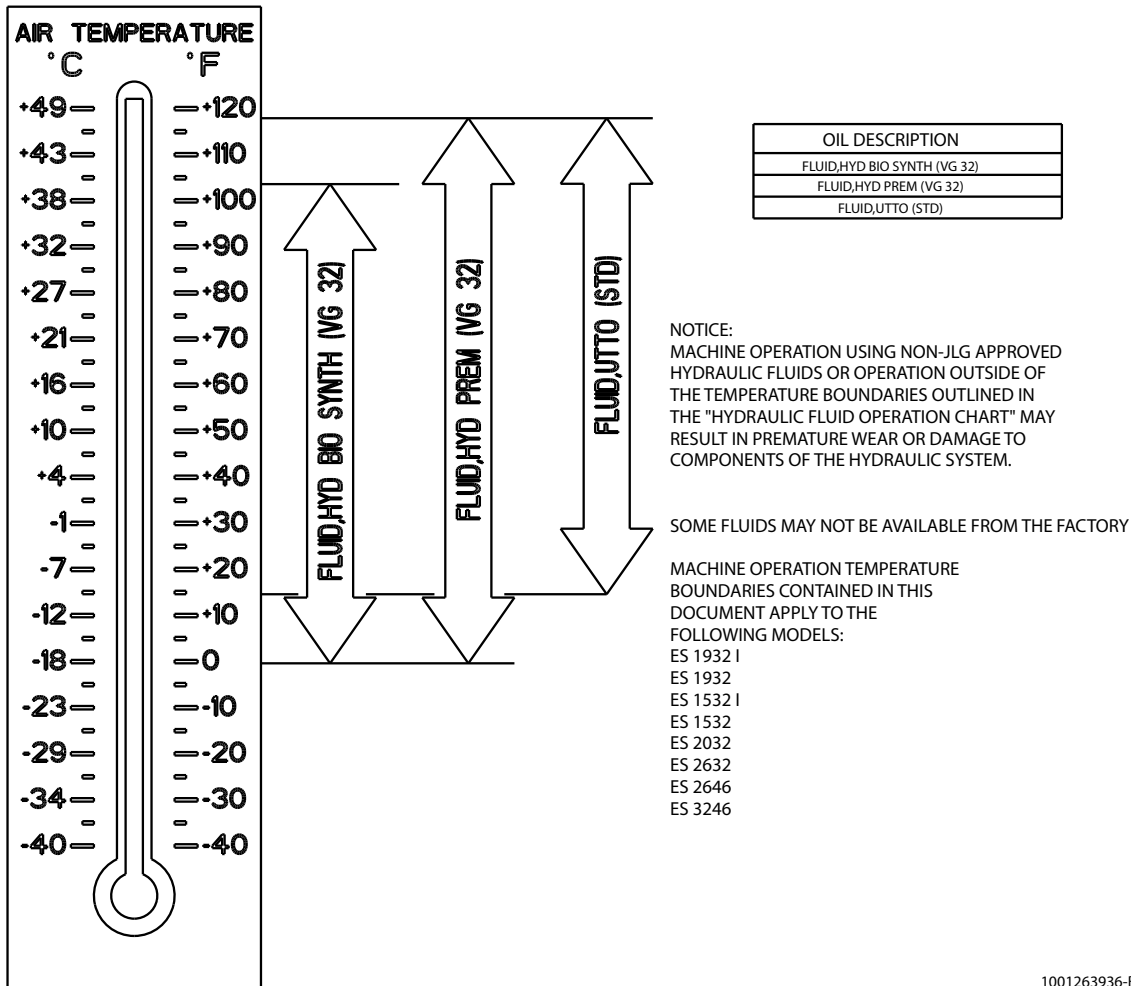 AIR TEMPERATURE
°C °F
+49 +120
+43 +110
+38 +100
+32 +90
+27 +80
+21 +70
+16 +60
+10 +50
+4 +40
-1 +30
-7 +20
-12 +10
-18 0
-23 -10
-29 -20
-34 -30
-40 -40
FLUID,HYD BIO SYNTH (VG 32)
FLUID,HYD PREM (VG 32)
FLUID,UTTO (STD)
OIL DESCRIPTION
FLUID,HYD BIO SYNTH (VG 32)
FLUID,HYD PREM (VG 32)
FLUID,UTTO (STD)
NOTICE:
MACHINE OPERATION USING NON-JLG APPROVED
HYDRAULIC FLUIDS OR OPERATION OUTSIDE OF
THE TEMPERATURE BOUNDARIES OUTLINED IN
THE "HYDRAULIC FLUID OPERATION CHART" MAY
RESULT IN PREMATURE WEAR OR DAMAGE TO
COMPONENTS OF THE HYDRAULIC SYSTEM.
SOME FLUIDS MAY NOT BE AVAILABLE FROM THE FACTORY
MACHINE OPERATION TEMPERATURE
BOUNDARIES CONTAINED IN THIS
DOCUMENT APPLY TO THE
FOLLOWING MODELS:
ES 1932 I
ES 1932
ES 1532 I
ES 1532
ES 2032
ES 2632
ES 2646
ES 3246